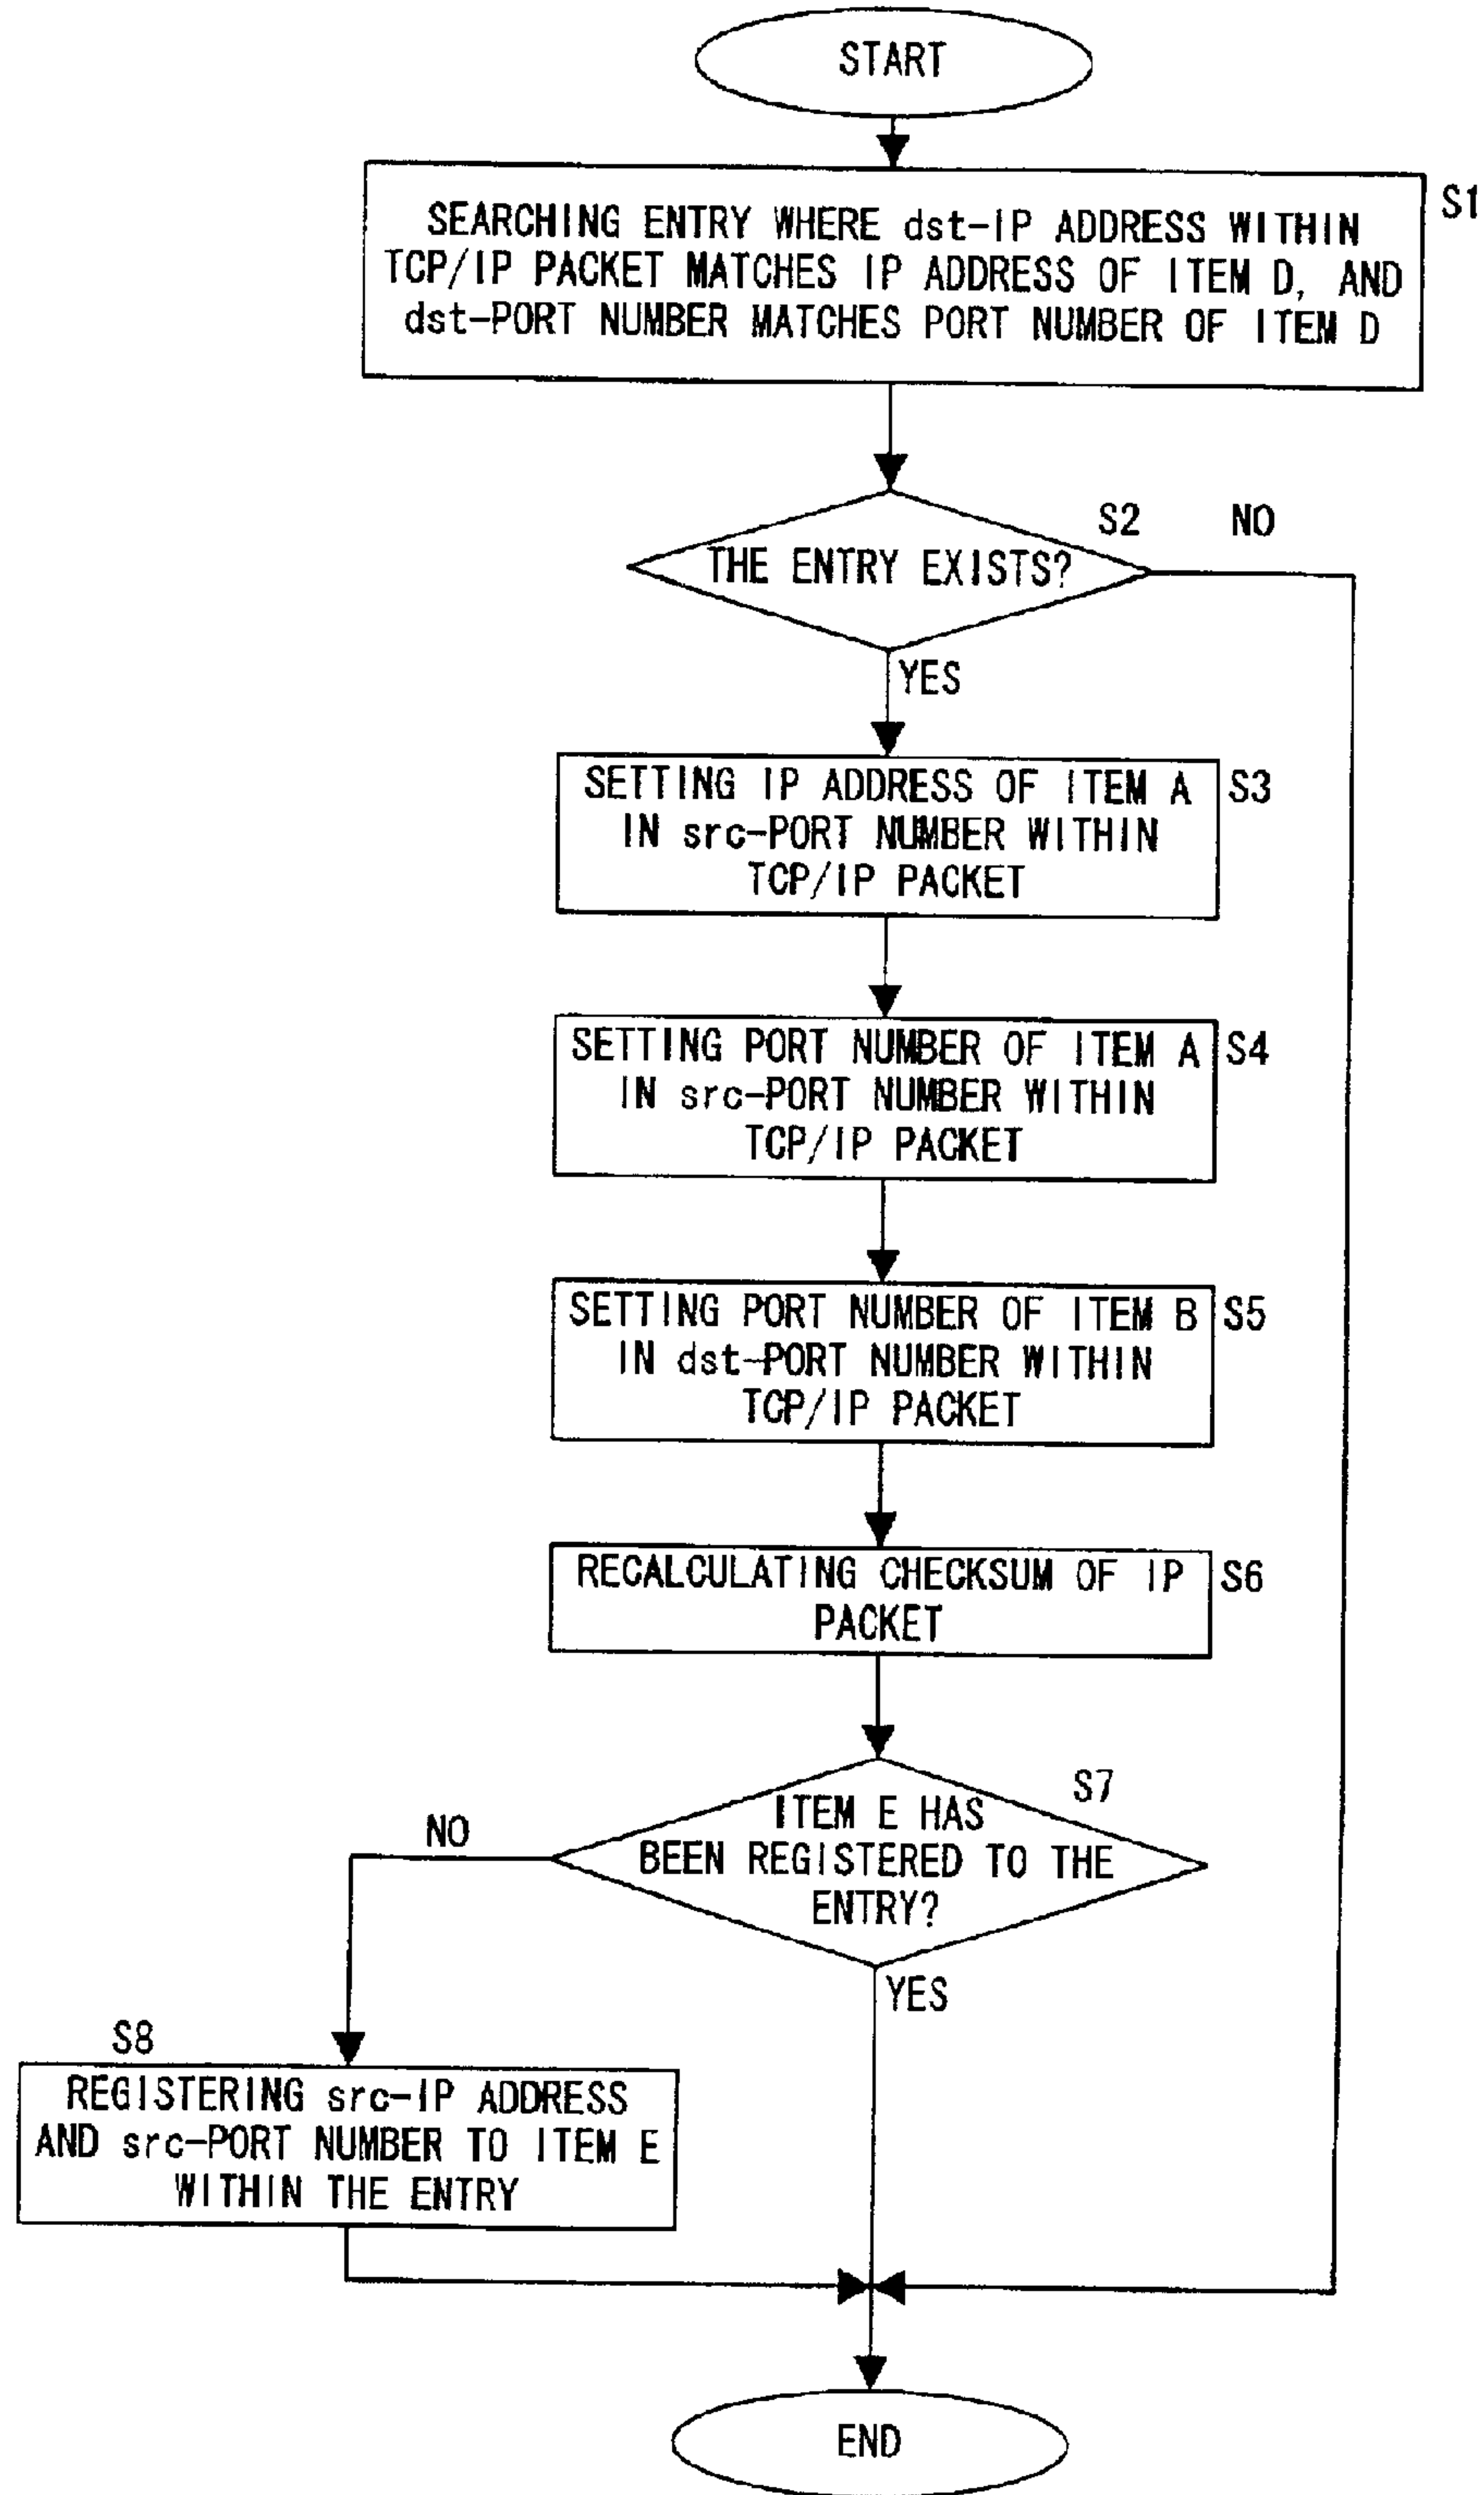 START
S1
SEARCHING ENTRY WHERE dst-IP ADDRESS WITHIN
TCP/IP PACKET MATCHES IP ADDRESS OF ITEM D, AND
dst-PORT NUMBER MATCHES PORT NUMBER OF ITEM D
S2
NO
THE ENTRY EXISTS?
YES
SETTING IP ADDRESS OF ITEM A
S3
IN src-PORT NUMBER WITHIN
TCP/IP PACKET
SETTING PORT NUMBER OF ITEM A
S4
IN src-PORT NUMBER WITHIN
TCP/IP PACKET
SETTING PORT NUMBER OF ITEM B
S5
IN dst-PORT NUMBER WITHIN
TCP/IP PACKET
RECALCULATING CHECKSUM OF IP
S6
PACKET
S7
ITEM E HAS
NO
BEEN REGISTERED TO THE
ENTRY?
YES
S8
REGISTERING src-IP ADDRESS
AND src-PORT NUMBER TO ITEM E
WITHIN THE ENTRY
END